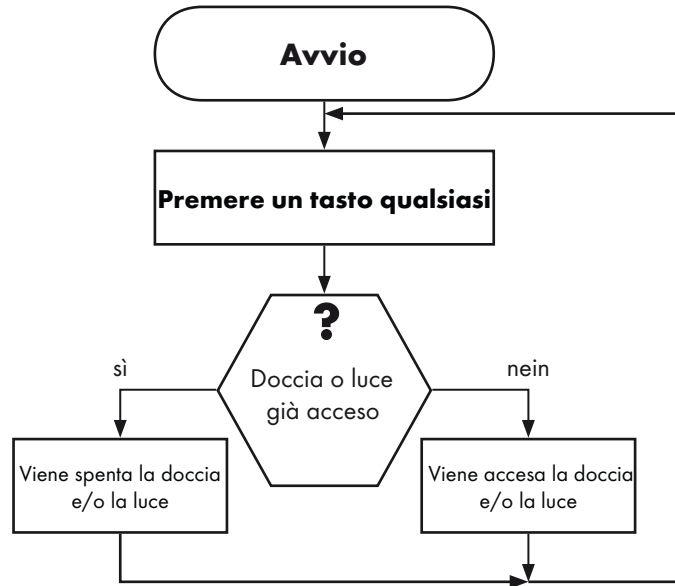 Avvio
Premere un tasto qualsiasi
?
Doccia o luce
già acceso
sì
nein
Viene spenta la doccia
e/o la luce
Viene accesa la doccia
e/o la luce